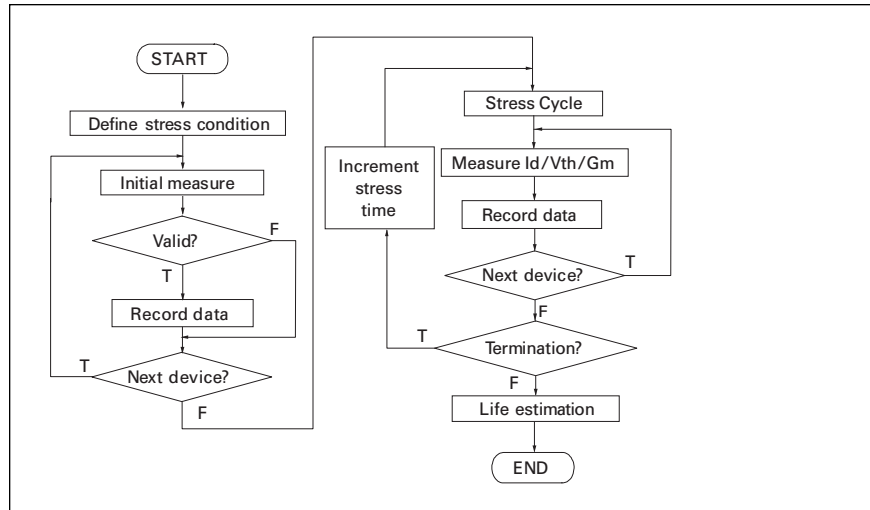 START
Define stress condition
Initial measure
Valid?
F
T
Record data
T
Next device?
F
Stress Cycle
Measure Id/Vth/Gm
Increment
stress
time
Record data
Next device?
T
F
T
Termination?
F
Life estimation
END